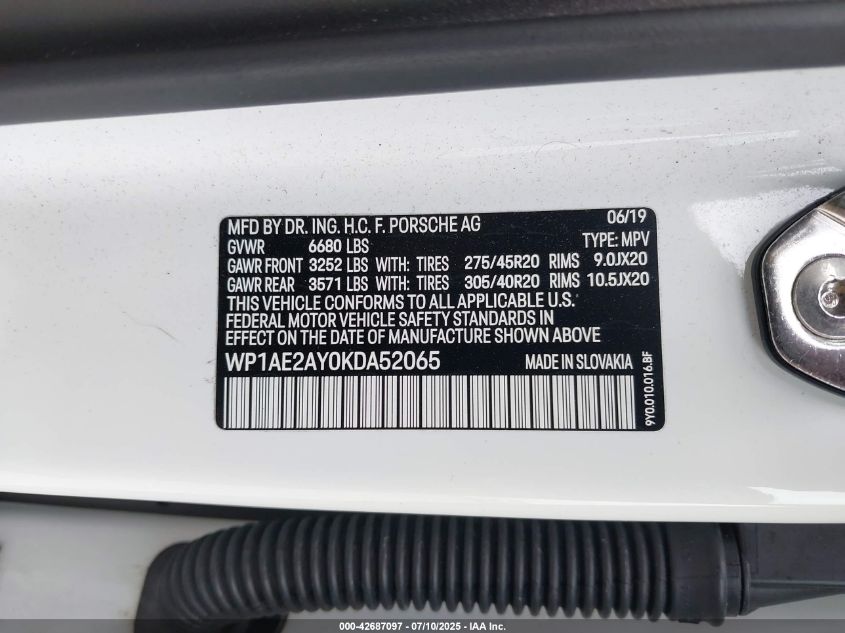 MFD BY DR. ING. H.C. F. PORSCHE AG 06/19
GVWR 6680 LBS TYPE: MPV
GAWR FRONT 3252 LBS WITH: TIRES 275/45R20 RIMS 9.0JX20
GAWR REAR 3571 LBS WITH: TIRES 305/40R20 RIMS 10.5JX20
THIS VEHICLE CONFORMS TO ALL APPLICABLE U.S.
FEDERAL MOTOR VEHICLE SAFETY STANDARDS IN
EFFECT ON THE DATE OF MANUFACTURE SHOWN ABOVE
WP1AE2AY0KDA52065 MADE IN SLOVAKIA
9Y0.010.016.BF
000-42687097 - 07/10/2025 - IAA Inc.